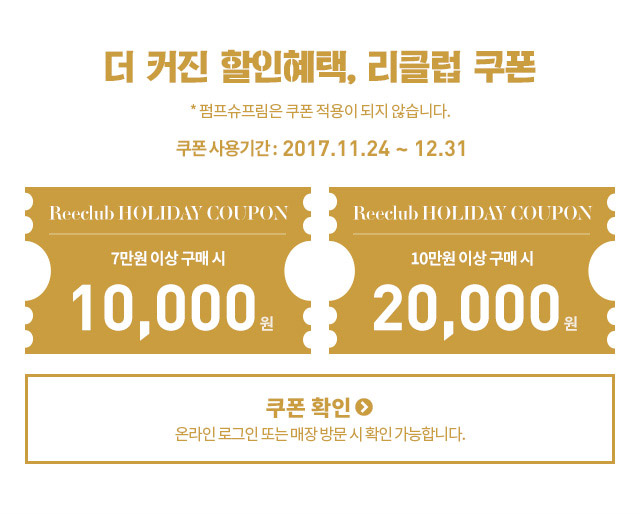 더 커진 할인혜택, 리클럽 쿠폰
* 펌프슈프림은 쿠폰 적용이 되지 않습니다.
쿠폰 사용기간 : 2017.11.24 ~ 12.31
Reeclub HOLIDAY COUPON
7만원 이상 구매 시
10,000원
Reeclub HOLIDAY COUPON
10만원 이상 구매 시
20,000원
쿠폰 확인
온라인 로그인 또는 매장 방문 시 확인 가능합니다.